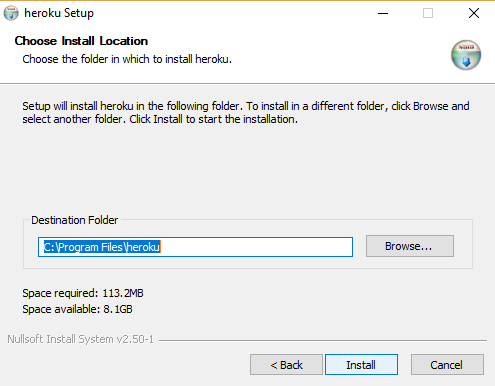 heroku Setup
Choose Install Location
Choose the folder in which to install heroku.
Setup will install heroku in the following folder. To install in a different folder, click Browse and
select another folder. Click Install to start the installation.
Destination Folder
C:\Program Files\heroku
Browse...
Space required: 113.2MB
Space available: 8.1GB
Nullsoft Install System v2.50-1
< Back
Install
Cancel